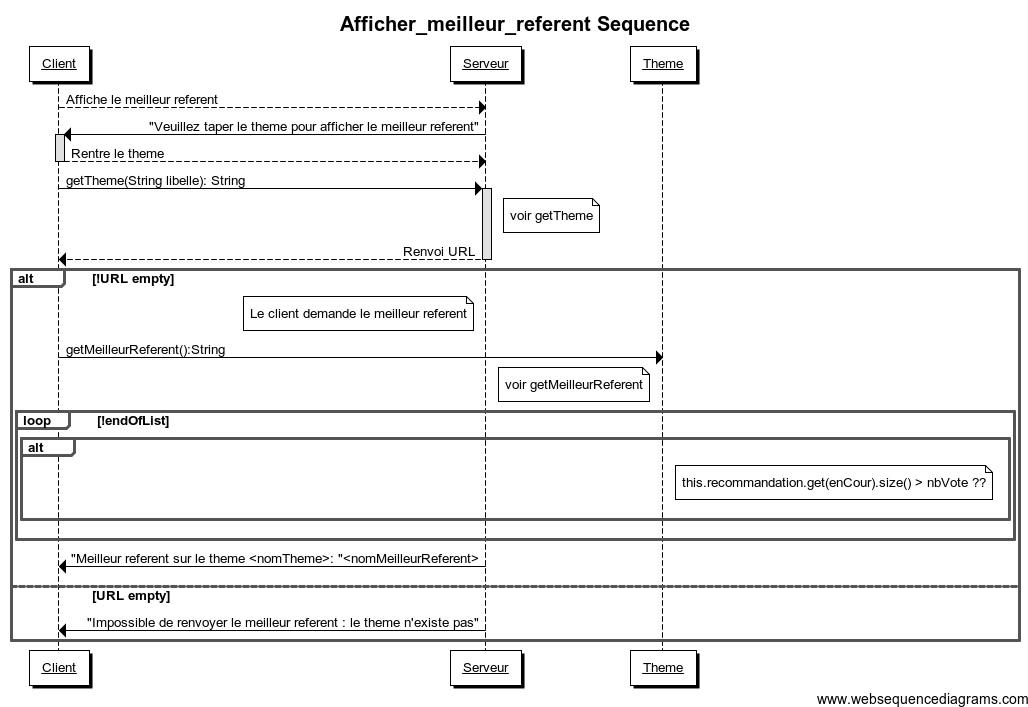 Afficher_meilleur_referent Sequence
Client
Serveur
Theme
Affiche le meilleur referent
"Veuillez taper le theme pour afficher le meilleur referent"
Rentre le theme
getTheme(String libelle): String
voir getTheme
Renvoi URL
alt
[!URL empty]
Le client demande le meilleur referent
getMeilleurReferent():String
voir getMeilleurReferent
loop
[!endOfList]
alt
this.recommandation.get(enCour).size() > nbVote ??
"Meilleur referent sur le theme <nomTheme>: "<nomMeilleurReferent>
[URL empty]
"Impossible de renvoyer le meilleur referent : le theme n'existe pas"
Client
Serveur
Theme
www.websequencediagrams.com